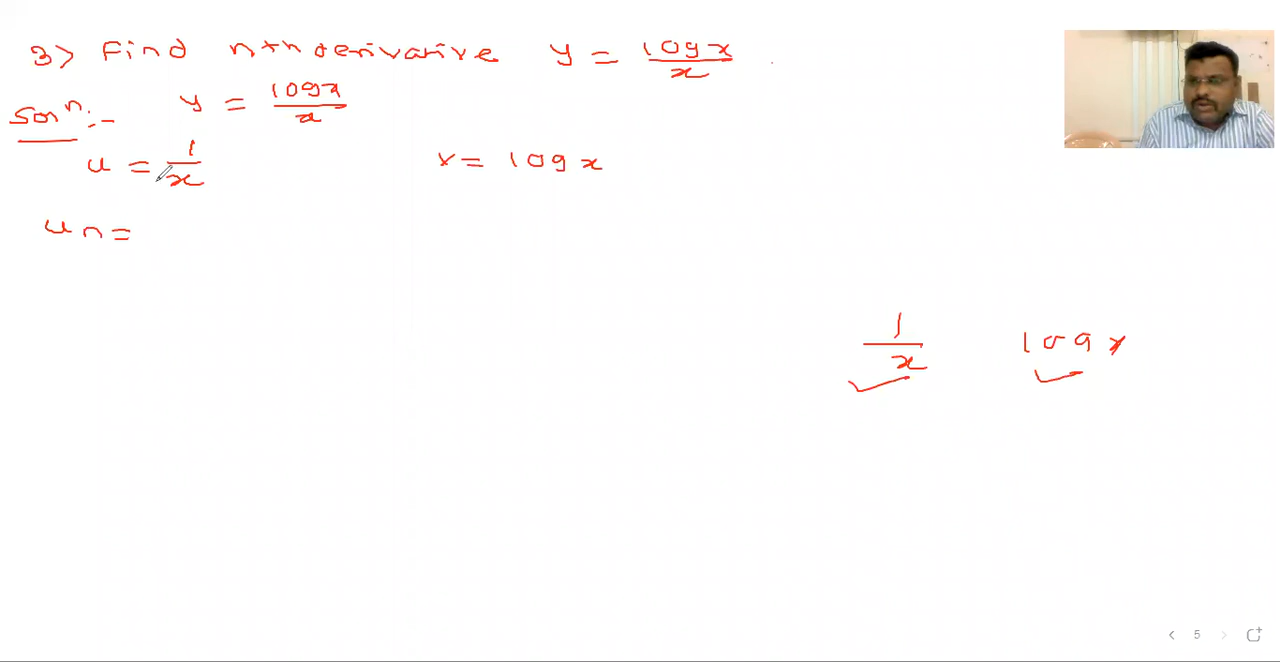 3> Find nth derivative y = log x / x
Soln :-
y = log x / x
u = 1/x v = log x
un =
1/x log x
5